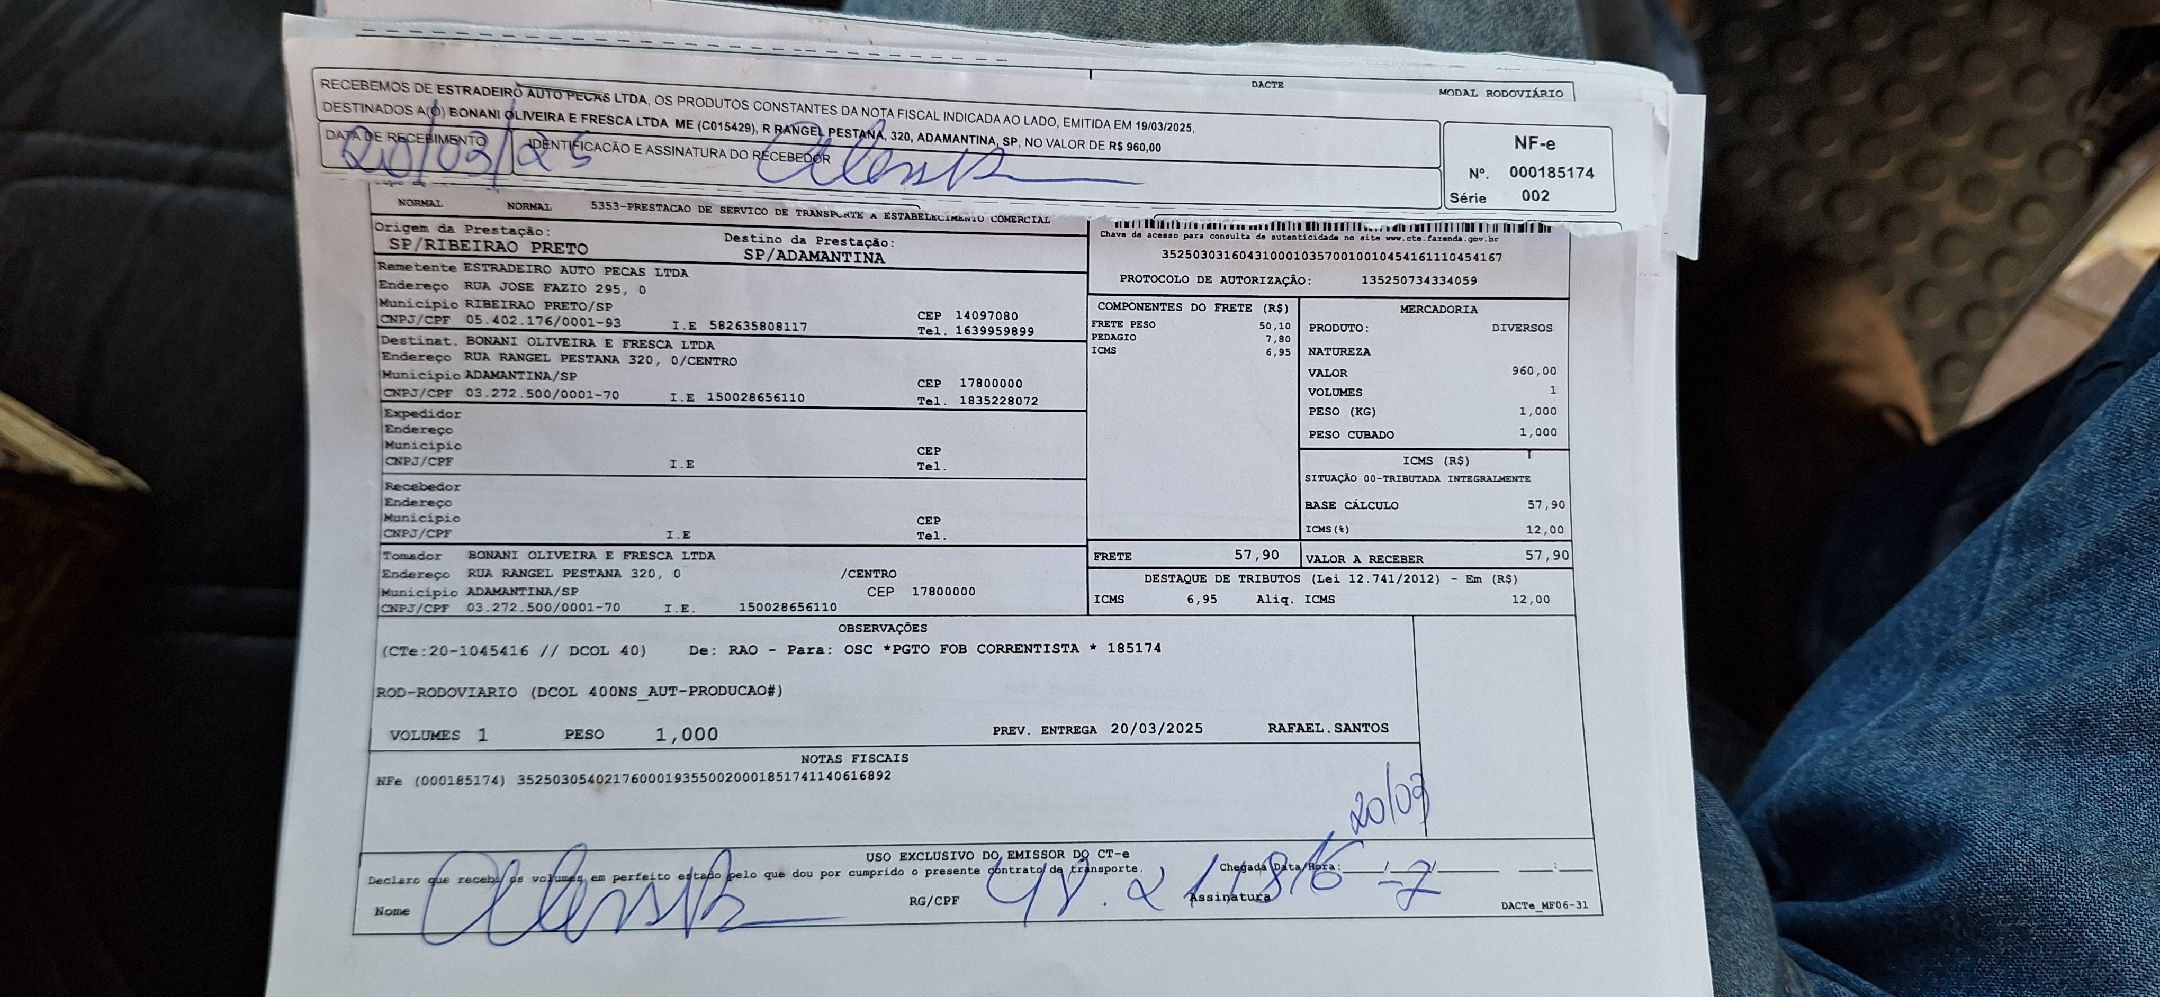 DACTE
MODAL RODOVIÁRIO
RECEBEMOS DE ESTRADEIRO AUTO PECAS LTDA, OS PRODUTOS CONSTANTES DA NOTA FISCAL INDICADA AO LADO, EMITIDA EM 19/03/2025,
DESTINADOS A(O) BONANI OLIVEIRA E FRESCA LTDA ME (C015429), R RANGEL PESTANA, 320, ADAMANTINA, SP, NO VALOR DE R$ 960,00
DATA DE RECEBIMENTO IDENTIFICAÇÃO E ASSINATURA DO RECEBEDOR
20/03/25
NF-e
Nº. 000185174
Série 002
NORMAL NORMAL 5353-PRESTACAO DE SERVICO DE TRANSPORTE A ESTABELECIMENTO COMERCIAL
Origem da Prestação: Destino da Prestação:
SP/RIBEIRAO PRETO SP/ADAMANTINA
Chave de acesso para consulta de autenticidade no site www.cte.fazenda.gov.br
35250303160431000103570010010454161110454167
PROTOCOLO DE AUTORIZAÇÃO: 135250734334059
Remetente ESTRADEIRO AUTO PECAS LTDA
Endereço RUA JOSE FAZIO 295, 0
Município RIBEIRAO PRETO/SP CEP 14097080
CNPJ/CPF 05.402.176/0001-93 I.E 582635808117 Tel. 1639959899
Destinat. BONANI OLIVEIRA E FRESCA LTDA
Endereço RUA RANGEL PESTANA 320, 0/CENTRO
Município ADAMANTINA/SP CEP 17800000
CNPJ/CPF 03.272.500/0001-70 I.E 150028656110 Tel. 1835228072
Expedidor
Endereço
Município CEP
CNPJ/CPF I.E Tel.
Recebedor
Endereço
Município CEP
CNPJ/CPF I.E Tel.
Tomador BONANI OLIVEIRA E FRESCA LTDA
Endereço RUA RANGEL PESTANA 320, 0 /CENTRO
Município ADAMANTINA/SP CEP 17800000
CNPJ/CPF 03.272.500/0001-70 I.E. 150028656110
COMPONENTES DO FRETE (R$)
FRETE PESO 50,10
PEDAGIO 7,80
ICMS 6,95
FRETE 57,90
MERCADORIA
PRODUTO: DIVERSOS
NATUREZA
VALOR 960,00
VOLUMES 1
PESO (KG) 1,000
PESO CUBADO 1,000
ICMS (R$)
SITUAÇÃO 00-TRIBUTADA INTEGRALMENTE
BASE CÁLCULO 57,90
ICMS(%) 12,00
VALOR A RECEBER 57,90
DESTAQUE DE TRIBUTOS (Lei 12.741/2012) - Em (R$)
ICMS 6,95 Aliq. ICMS 12,00
OBSERVAÇÕES
(CTe:20-1045416 // DCOL 40) De: RAO - Para: OSC *PGTO FOB CORRENTISTA * 185174
ROD-RODOVIARIO (DCOL 400NS_AUT-PRODUCAO#)
VOLUMES 1 PESO 1,000 PREV. ENTREGA 20/03/2025 RAFAEL.SANTOS
NOTAS FISCAIS
NFe (000185174) 35250305402176000193550020001851741140616892
20/03
USO EXCLUSIVO DO EMISSOR DO CT-e
Declaro que recebi os volumes em perfeito estado pelo que dou por cumprido o presente contrato de transporte. Chegada Data/Hora: ___/___/___ ___:___
Nome RG/CPF Assinatura
DACTe_MF06-31